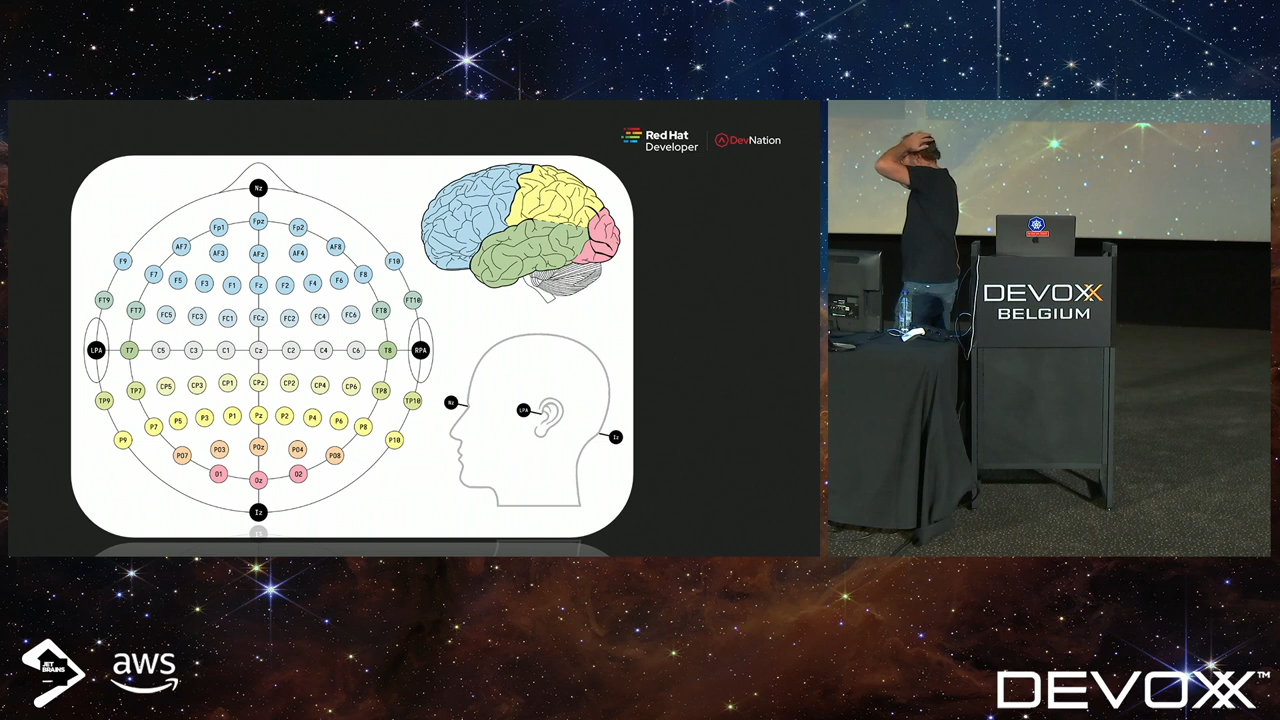 Red Hat
Developer
DevNation
Nz
Fp1 Fpz Fp2
AF7 AF3 AFz AF4 AF8
F9 F7 F5 F3 F1 Fz F2 F4 F6 F8 F10
FT9 FT7 FC5 FC3 FC1 FCz FC2 FC4 FC6 FT8 FT10
LPA T7 C5 C3 C1 Cz C2 C4 C6 T8 RPA
TP9 TP7 CP5 CP3 CP1 CPz CP2 CP4 CP6 TP8 TP10
P9 P7 P5 P3 P1 Pz P2 P4 P6 P8 P10
PO7 PO3 POz PO4 PO8
O1 Oz O2
Iz
Nz
LPA
Iz
DEVOXX
BELGIUM
JET
BRAINS
aws
DEVOXX™